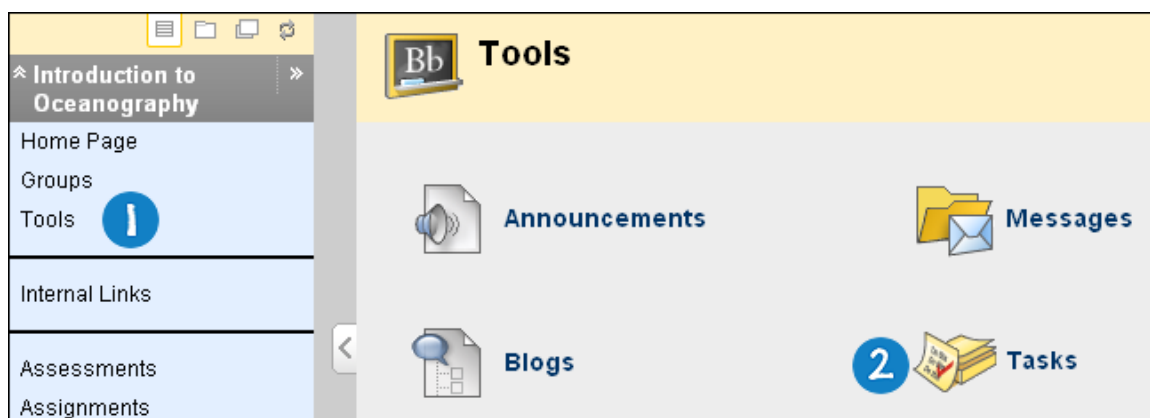 Introduction to
Oceanography
Home Page
Groups
Tools
1
Internal Links
Assessments
Assignments
Bb
Tools
Announcements
Messages
Blogs
2
Tasks